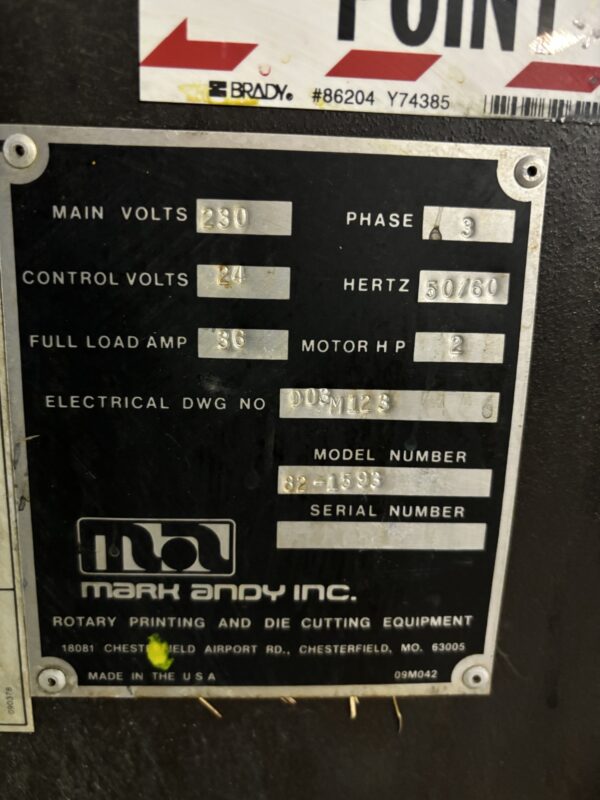 POINT
BRADY. #86204 Y74385
MAIN VOLTS 230 PHASE 3
CONTROL VOLTS 24 HERTZ 50/60
FULL LOAD AMP 36 MOTOR H P 2
ELECTRICAL DWG NO D03M123
MODEL NUMBER
82-1593
SERIAL NUMBER
mark andy inc.
ROTARY PRINTING AND DIE CUTTING EQUIPMENT
18081 CHESTERFIELD AIRPORT RD., CHESTERFIELD, MO. 63005
MADE IN THE U S A 09M042
090378